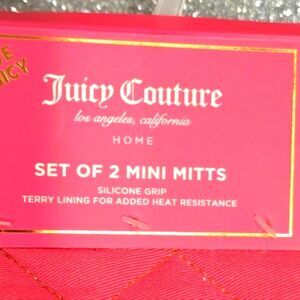 Juicy Couture
los angeles, california
HOME
SET OF 2 MINI MITTS
SILICONE GRIP
TERRY LINING FOR ADDED HEAT RESISTANCE